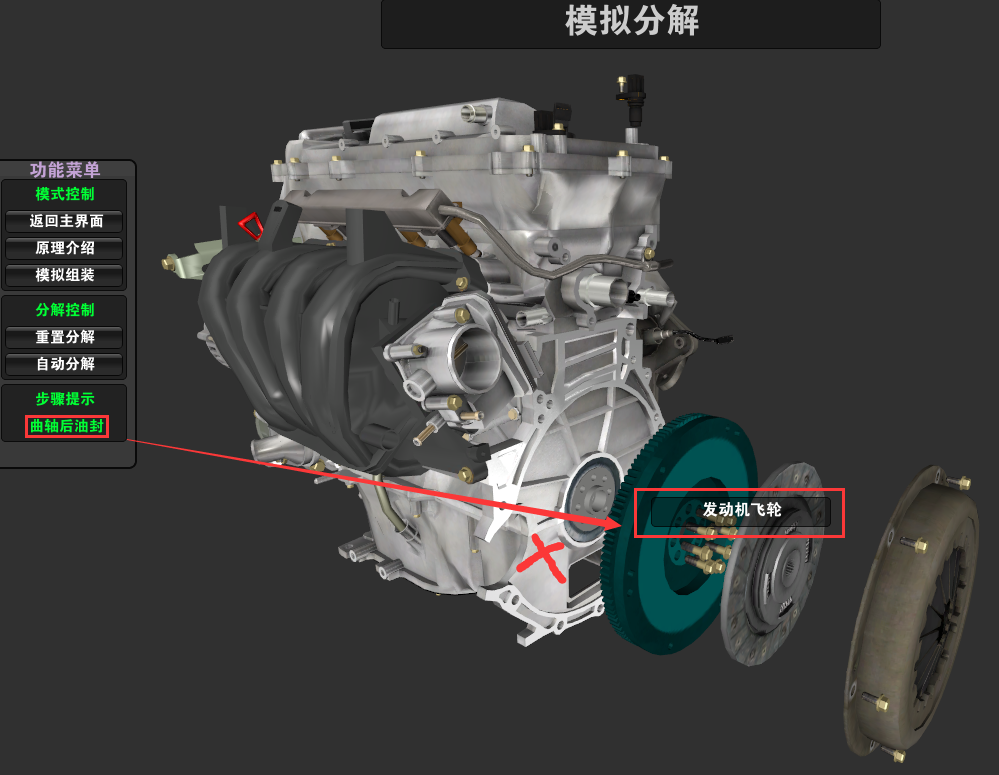 模拟分解
功能菜单
模式控制
返回主界面
原理介绍
模拟组装
分解控制
重置分解
自动分解
步骤提示
曲轴后油封
发动机飞轮